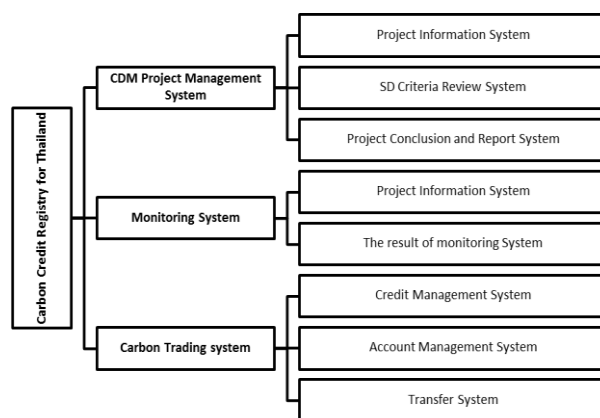 Carbon Credit Registry for Thailand
CDM Project Management
System
Project Information System
SD Criteria Review System
Project Conclusion and Report System
Monitoring System
Project Information System
The result of monitoring System
Carbon Trading system
Credit Management System
Account Management System
Transfer System